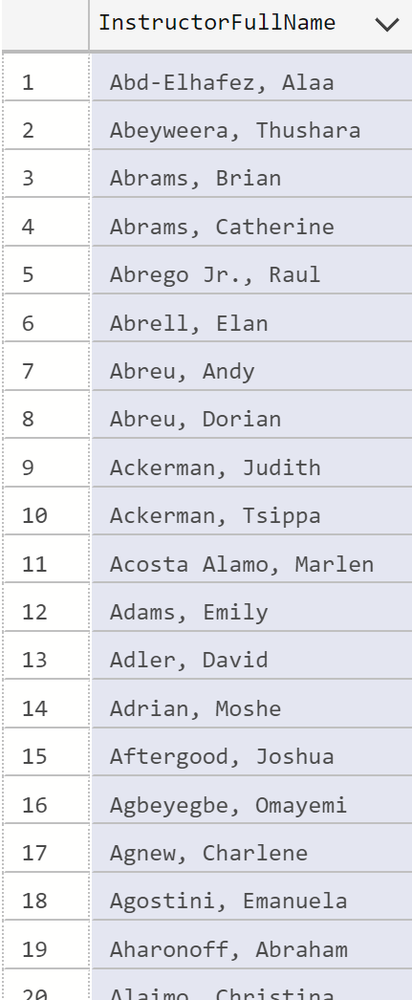 InstructorFullName
1 Abd-Elhafez, Alaa
2 Abeyweera, Thushara
3 Abrams, Brian
4 Abrams, Catherine
5 Abrego Jr., Raul
6 Abrell, Elan
7 Abreu, Andy
8 Abreu, Dorian
9 Ackerman, Judith
10 Ackerman, Tsippa
11 Acosta Alamo, Marlen
12 Adams, Emily
13 Adler, David
14 Adrian, Moshe
15 Aftergood, Joshua
16 Agbeyegbe, Omayemi
17 Agnew, Charlene
18 Agostini, Emanuela
19 Aharonoff, Abraham
20 Alaimo, Christina